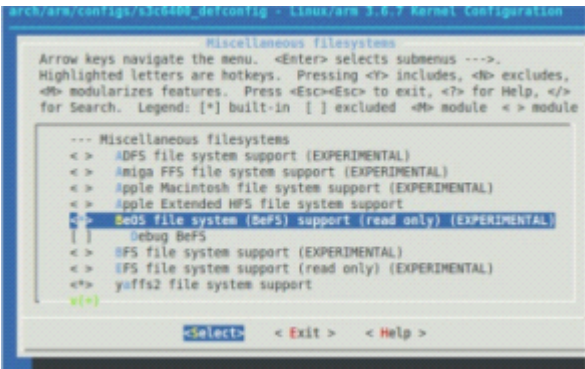 arch/arm/configs/s3c6400_defconfig - Linux/arm 3.0.7 Kernel Configuration
Miscellaneous filesystems
Arrow keys navigate the menu. <Enter> selects submenus --->.
Highlighted letters are hotkeys. Pressing <Y> includes, <N> excludes,
<M> modularizes features. Press <Esc><Esc> to exit, <?> for Help, </>
for Search. Legend: [*] built-in [ ] excluded <M> module < > module
--- Miscellaneous filesystems
< > ADFS file system support (EXPERIMENTAL)
< > Amiga FFS file system support (EXPERIMENTAL)
< > Apple Macintosh file system support (EXPERIMENTAL)
< > Apple Extended HFS file system support
<*> BeOS file system (BeFS) support (read only) (EXPERIMENTAL)
[ ] Debug BeFS
< > BFS file system support (EXPERIMENTAL)
< > EFS file system support (read only) (EXPERIMENTAL)
<*> yaffs2 file system support
v(+)
<Select> < Exit > < Help >